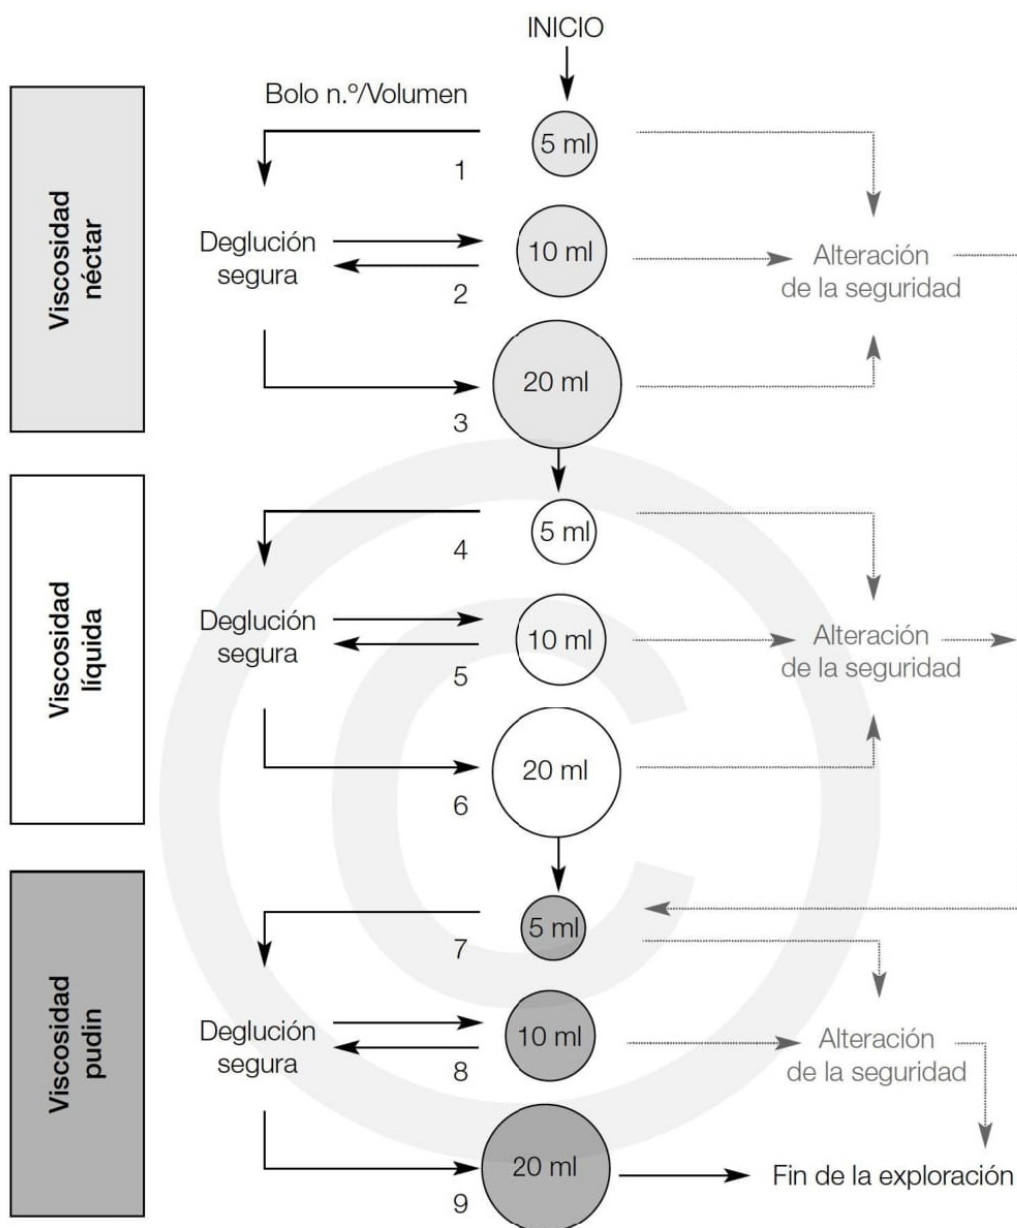 INICIO
Bolo n.º/Volumen
Viscosidad
néctar
5 ml
1
Deglución
segura
10 ml
2
Alteración
de la seguridad
20 ml
3
Viscosidad
líquida
5 ml
4
Deglución
segura
10 ml
5
Alteración
de la seguridad
20 ml
6
Viscosidad
pudin
5 ml
7
Deglución
segura
10 ml
8
Alteración
de la seguridad
20 ml
9
Fin de la exploración
©